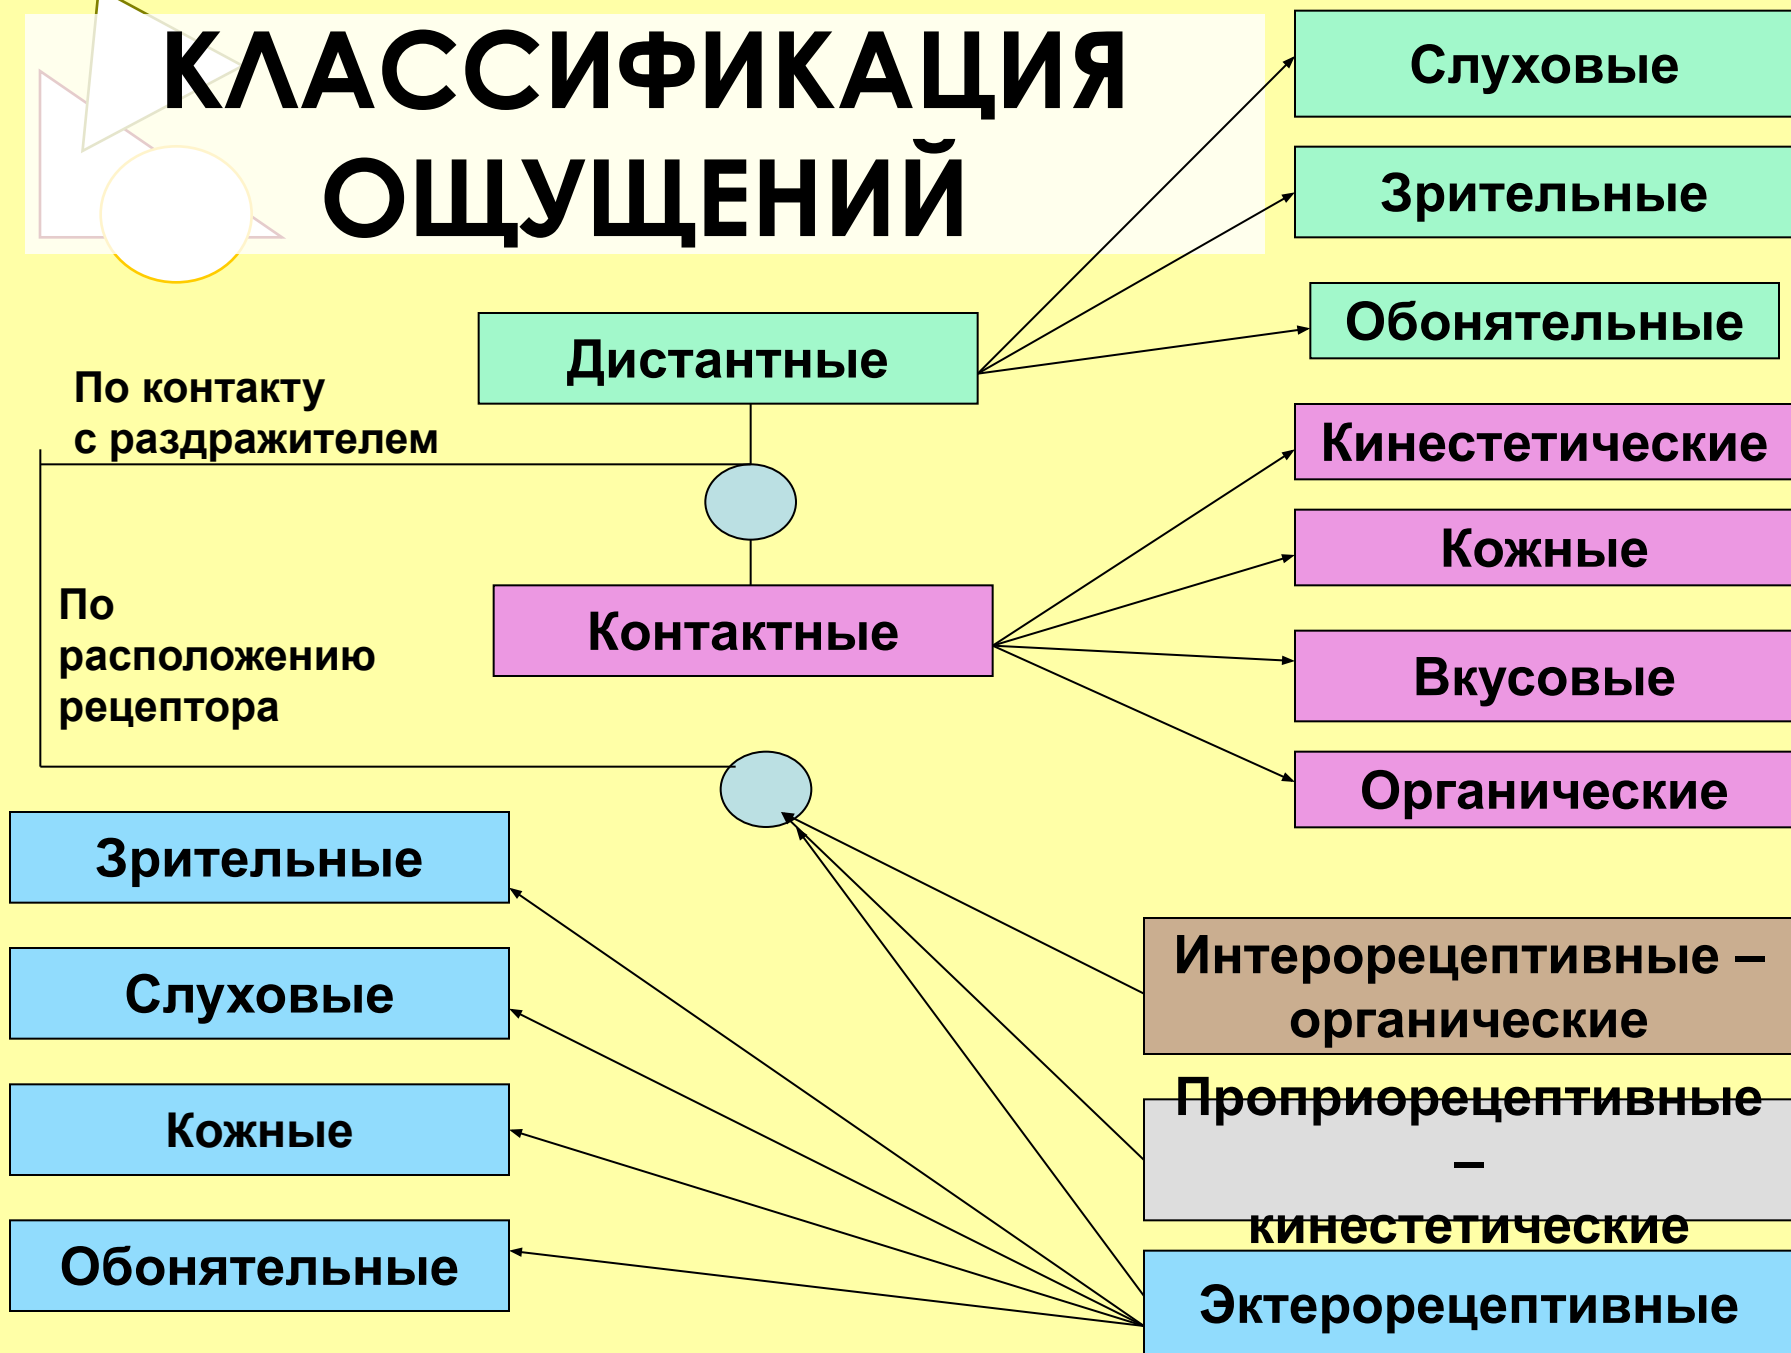 КЛАССИФИКАЦИЯ
ОЩУЩЕНИЙ
Слуховые
Зрительные
Обонятельные
Дистантные
По контакту
с раздражителем
Кинестетические
Кожные
По
расположению
рецептора
Контактные
Вкусовые
Органические
Зрительные
Слуховые
Кожные
Обонятельные
Интерорецептивные –
органические
Проприорецептивные
–
кинестетические
Эктерорецептивные